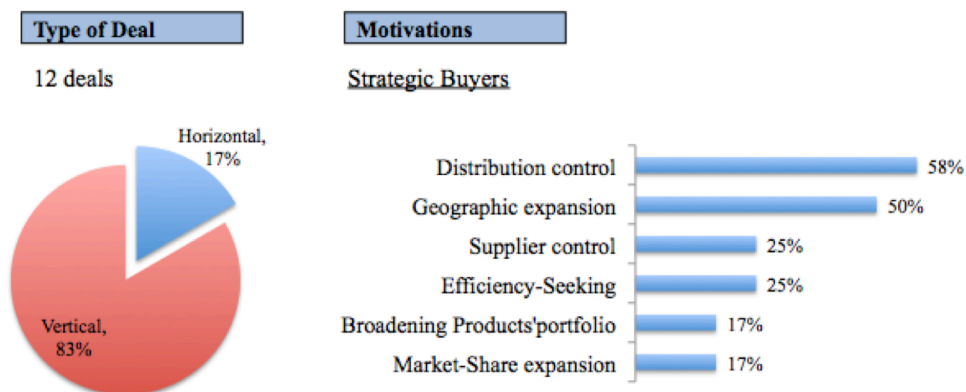 Type of Deal
12 deals
Horizontal,
17%
Vertical,
83%
Motivations
Strategic Buyers
Distribution control 58%
Geographic expansion 50%
Supplier control 25%
Efficiency-Seeking 25%
Broadening Products'portfolio 17%
Market-Share expansion 17%